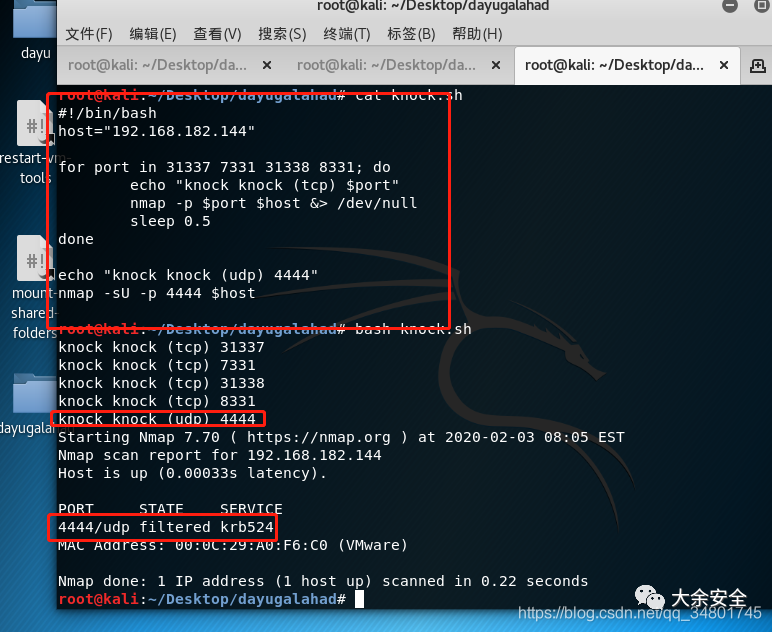 root@kali: ~/Desktop/dayugalahad
文件(F) 编辑(E) 查看(V) 搜索(S) 终端(T) 标签(B) 帮助(H)
root@kali: ~/Desktop/da... × root@kali: ~/Desktop/da... × root@kali: ~/Desktop/da... ×
dayu
restart-vm-
tools
mount-
shared-
folders
dayugala
root@kali:~/Desktop/dayugalahad# cat knock.sh
#!/bin/bash
host="192.168.182.144"
for port in 31337 7331 31338 8331; do
echo "knock knock (tcp) $port"
nmap -p $port $host &> /dev/null
sleep 0.5
done
echo "knock knock (udp) 4444"
nmap -sU -p 4444 $host
root@kali:~/Desktop/dayugalahad# bash knock.sh
knock knock (tcp) 31337
knock knock (tcp) 7331
knock knock (tcp) 31338
knock knock (tcp) 8331
knock knock (udp) 4444
Starting Nmap 7.70 ( https://nmap.org ) at 2020-02-03 08:05 EST
Nmap scan report for 192.168.182.144
Host is up (0.00033s latency).
PORT STATE SERVICE
4444/udp filtered krb524
MAC Address: 00:0C:29:A0:F6:C0 (VMware)
Nmap done: 1 IP address (1 host up) scanned in 0.22 seconds
root@kali:~/Desktop/dayugalahad#
大余安全
https://blog.csdn.net/qq_34801745